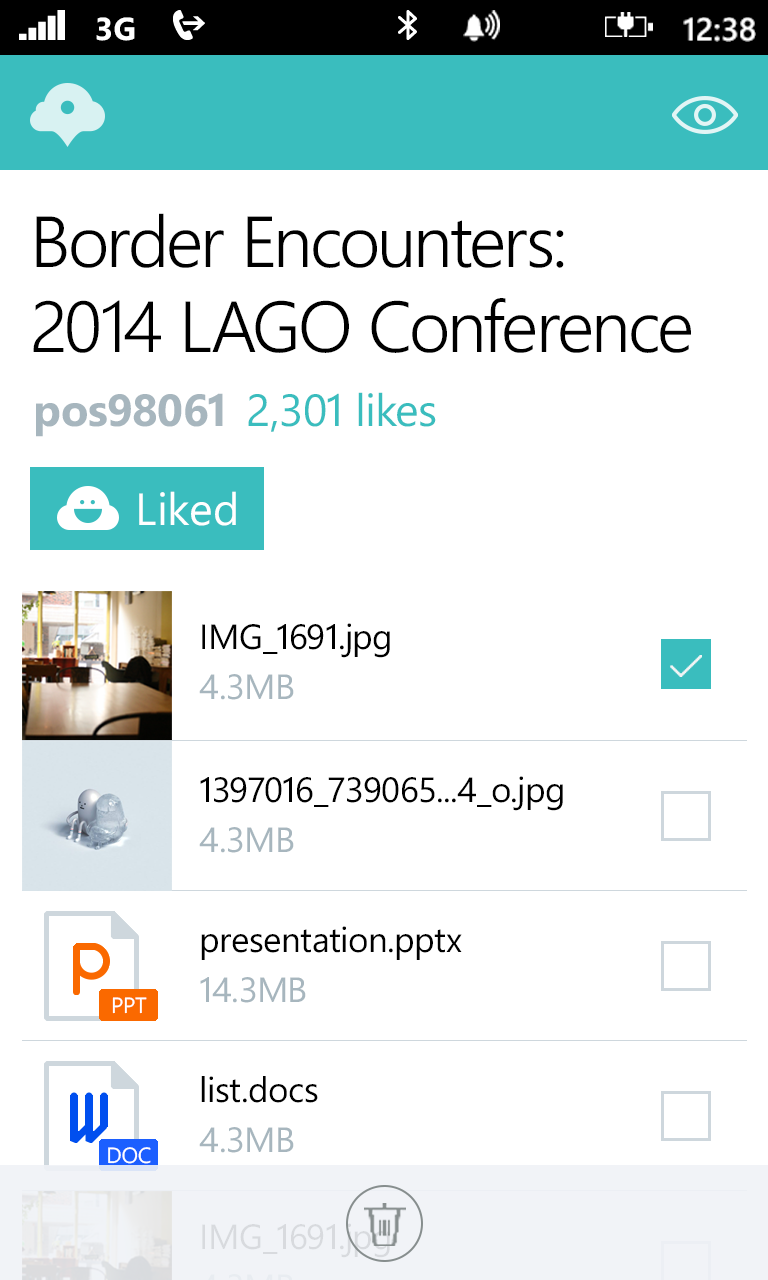 3G
12:38
Border Encounters:
2014 LAGO Conference
pos98061 2,301 likes
Liked
IMG_1691.jpg
4.3MB
1397016_739065...4_o.jpg
4.3MB
presentation.pptx
14.3MB
PPT
list.docs
4.3MB
DOC
IMG_1691.jpg